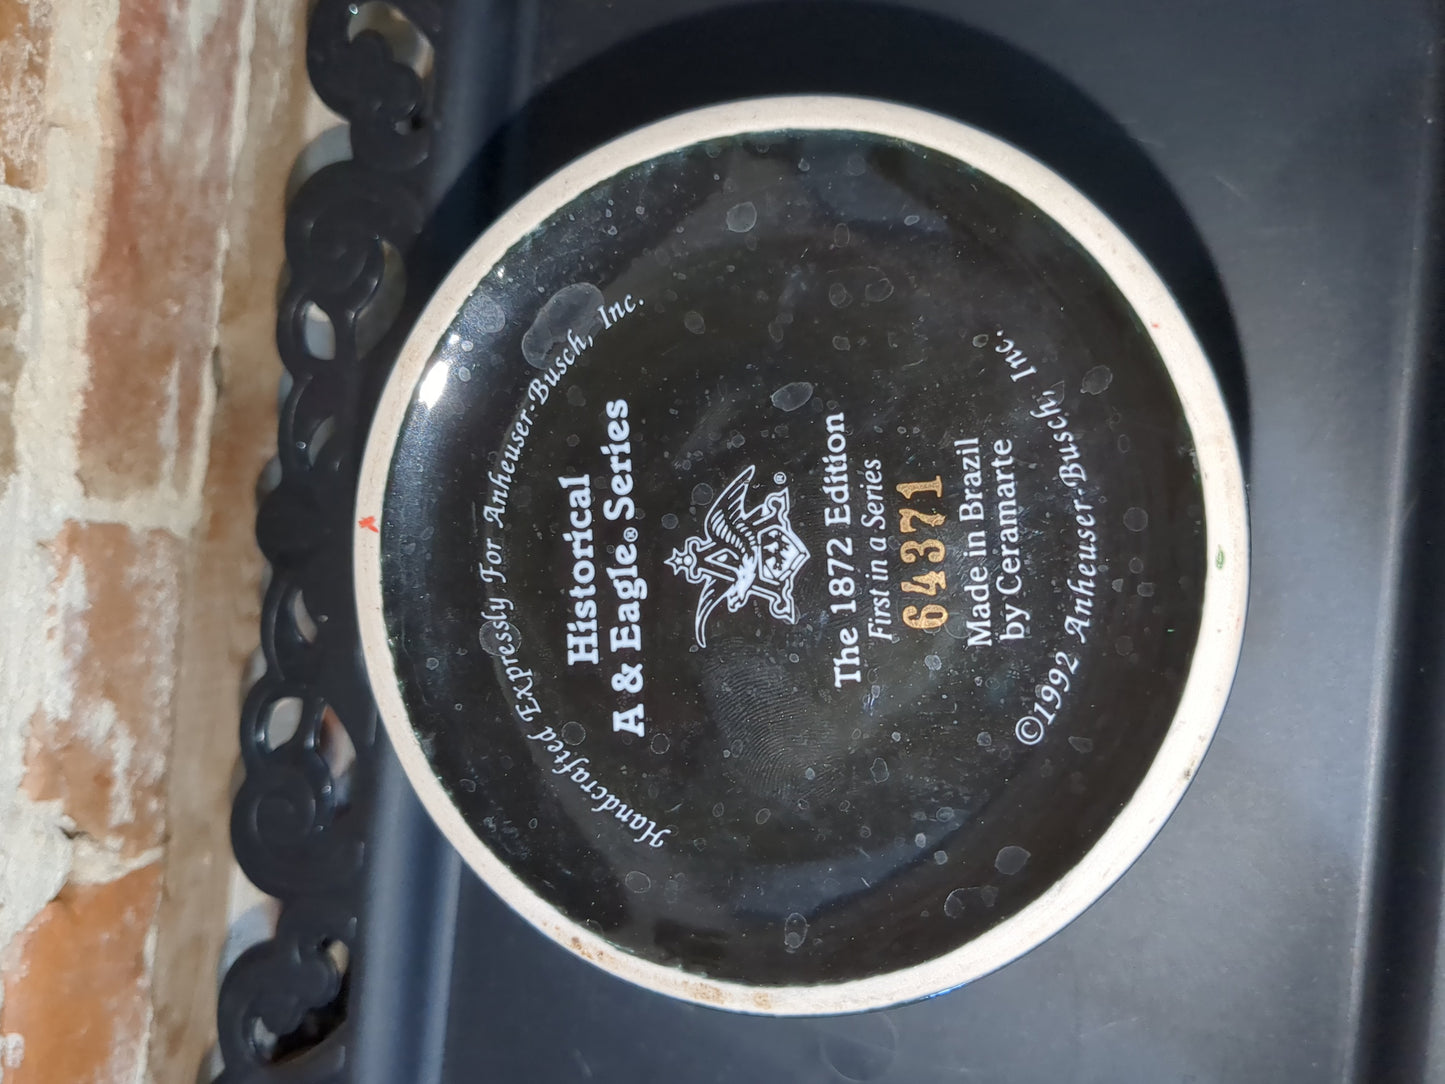 Handcrafted Expressly For Anheuser-Busch, Inc.
Historical
A & Eagle® Series
A
®
The 1872 Edition
First in a Series
64371
Made in Brazil
by Ceramarte
©1992 Anheuser-Busch, Inc.